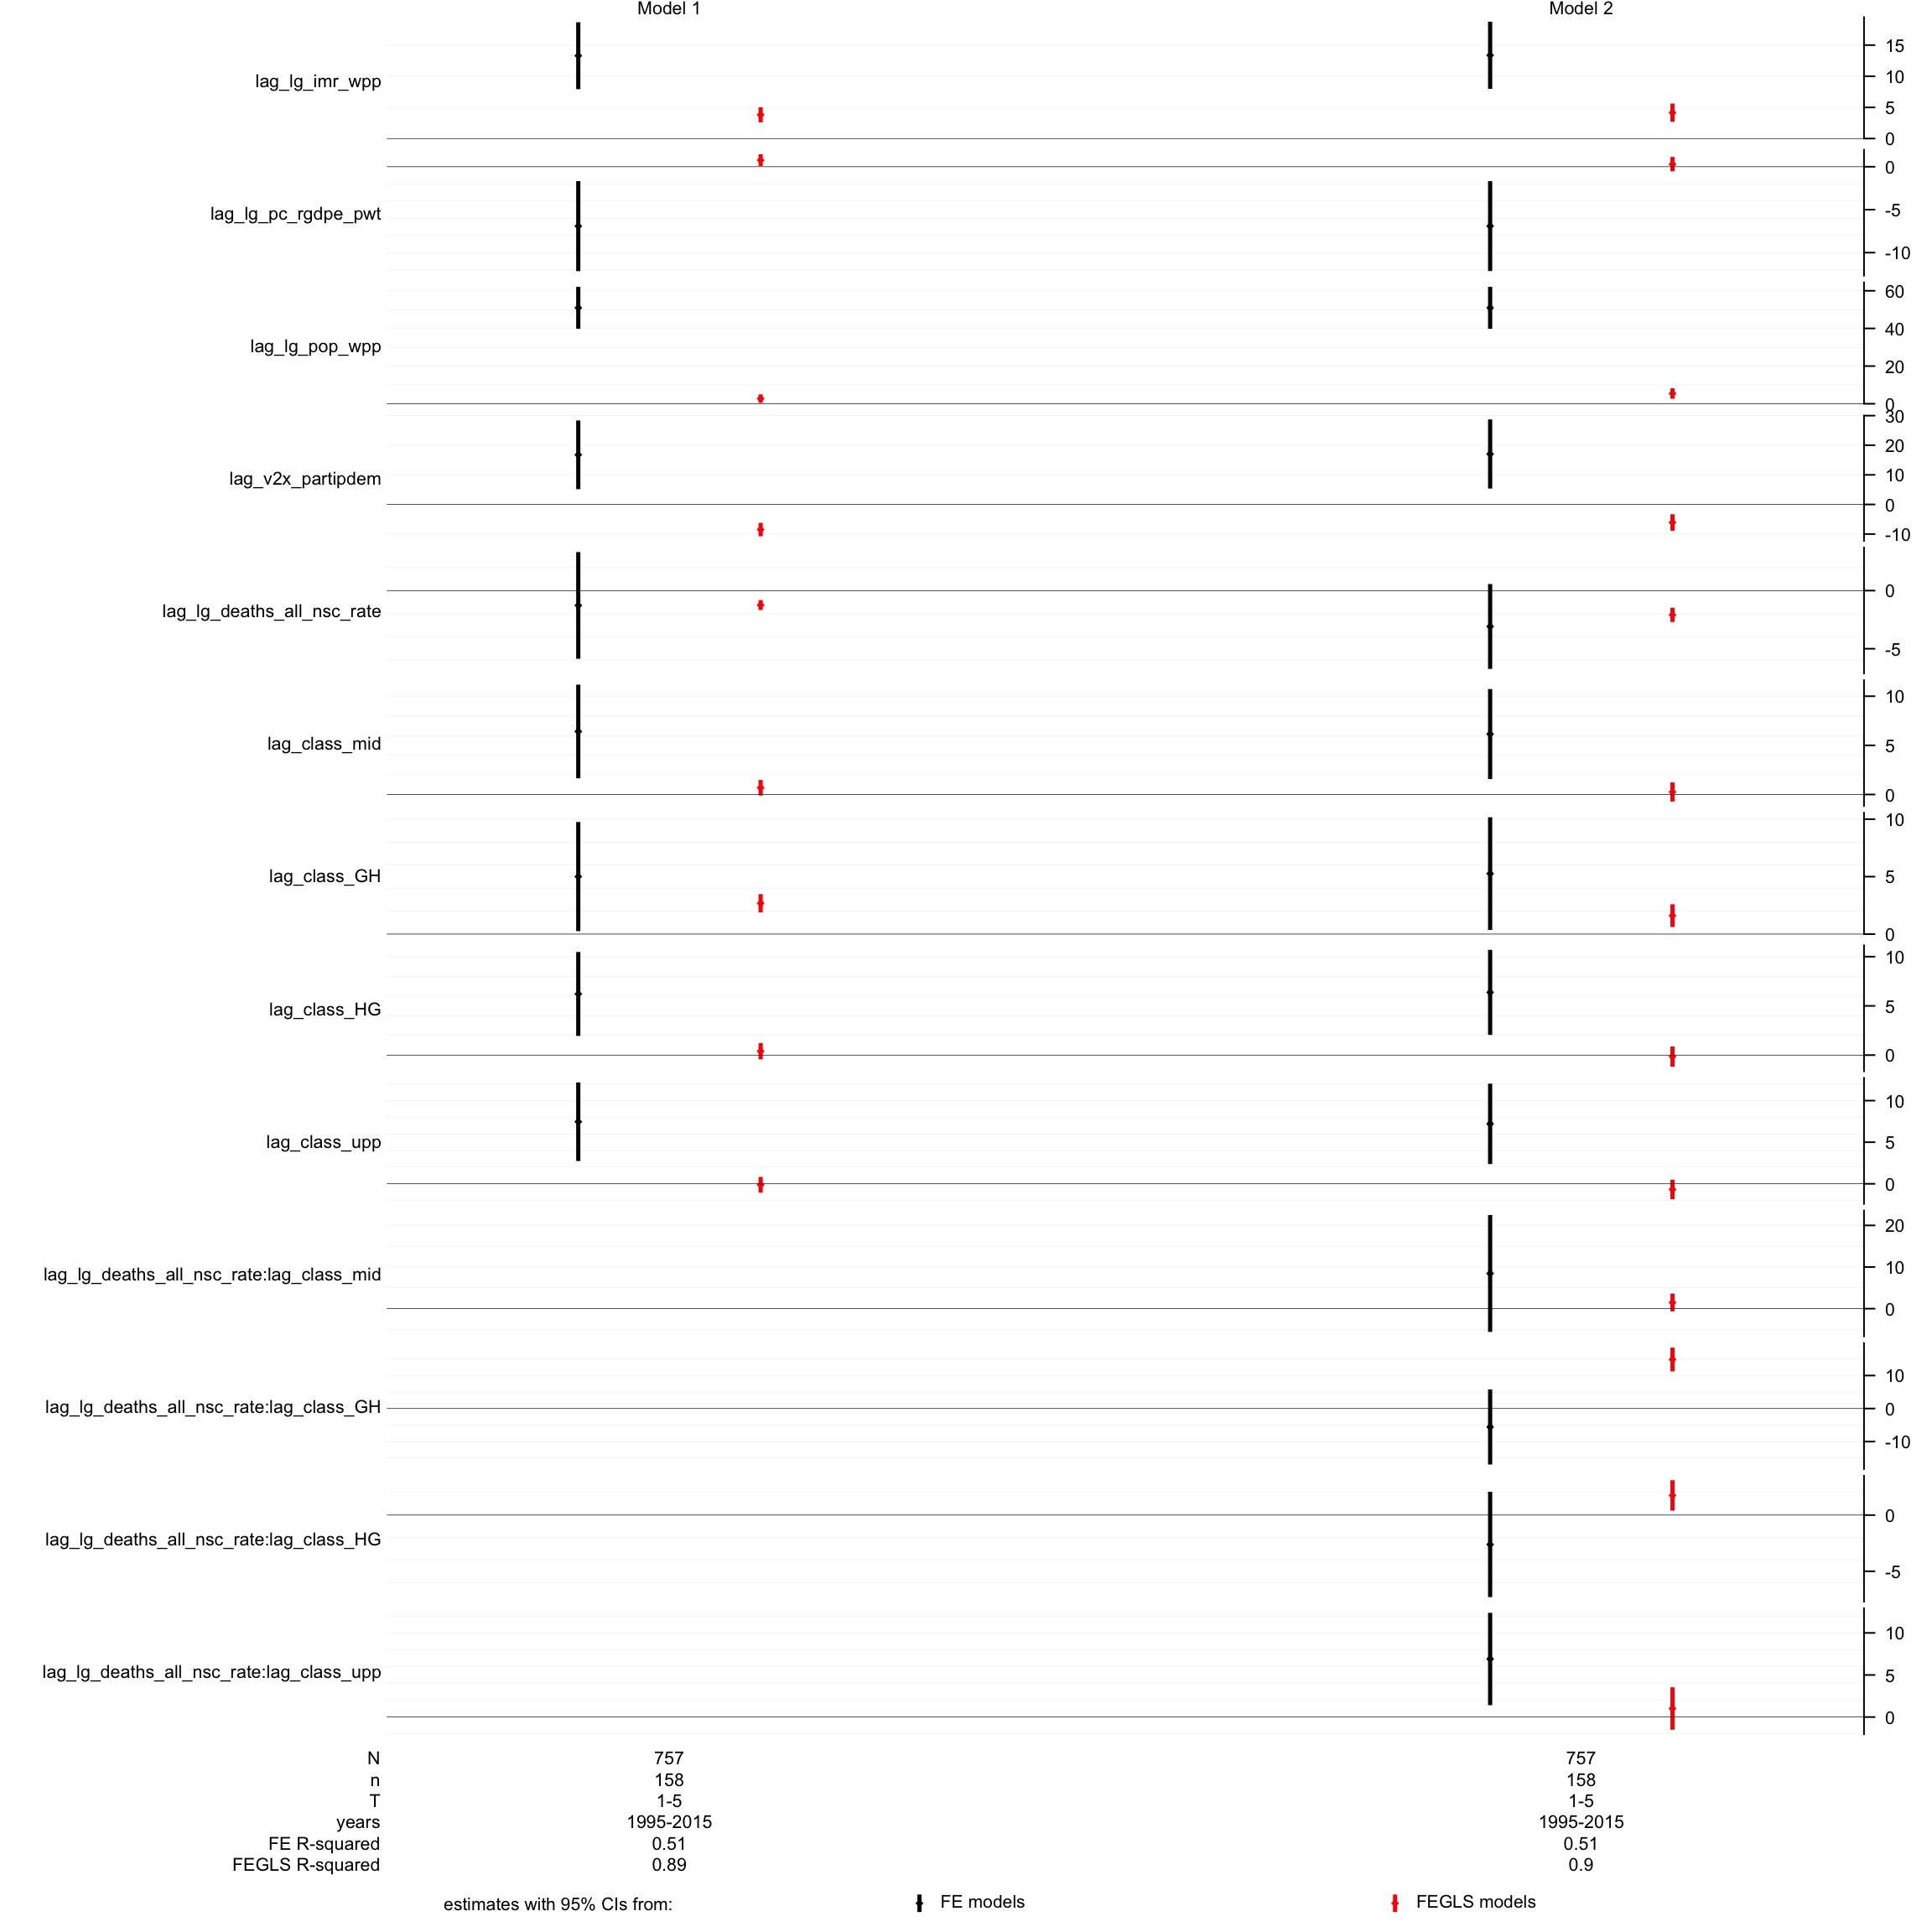 Model 1 Model 2
lag_lg_imr_wpp
15
10
5
0
lag_lg_pc_rgdpe_pwt
0
-5
-10
lag_lg_pop_wpp
60
40
20
0
lag_v2x_partipdem
30
20
10
0
-10
lag_lg_deaths_all_nsc_rate
0
-5
lag_class_mid
10
5
0
lag_class_GH
10
5
0
lag_class_HG
10
5
0
lag_class_upp
10
5
0
lag_lg_deaths_all_nsc_rate:lag_class_mid
20
10
0
lag_lg_deaths_all_nsc_rate:lag_class_GH
10
0
-10
lag_lg_deaths_all_nsc_rate:lag_class_HG
0
-5
lag_lg_deaths_all_nsc_rate:lag_class_upp
10
5
0
N 757 757
n 158 158
T 1-5 1-5
years 1995-2015 1995-2015
FE R-squared 0.51 0.51
FEGLS R-squared 0.89 0.9
estimates with 95% CIs from: FE models FEGLS models